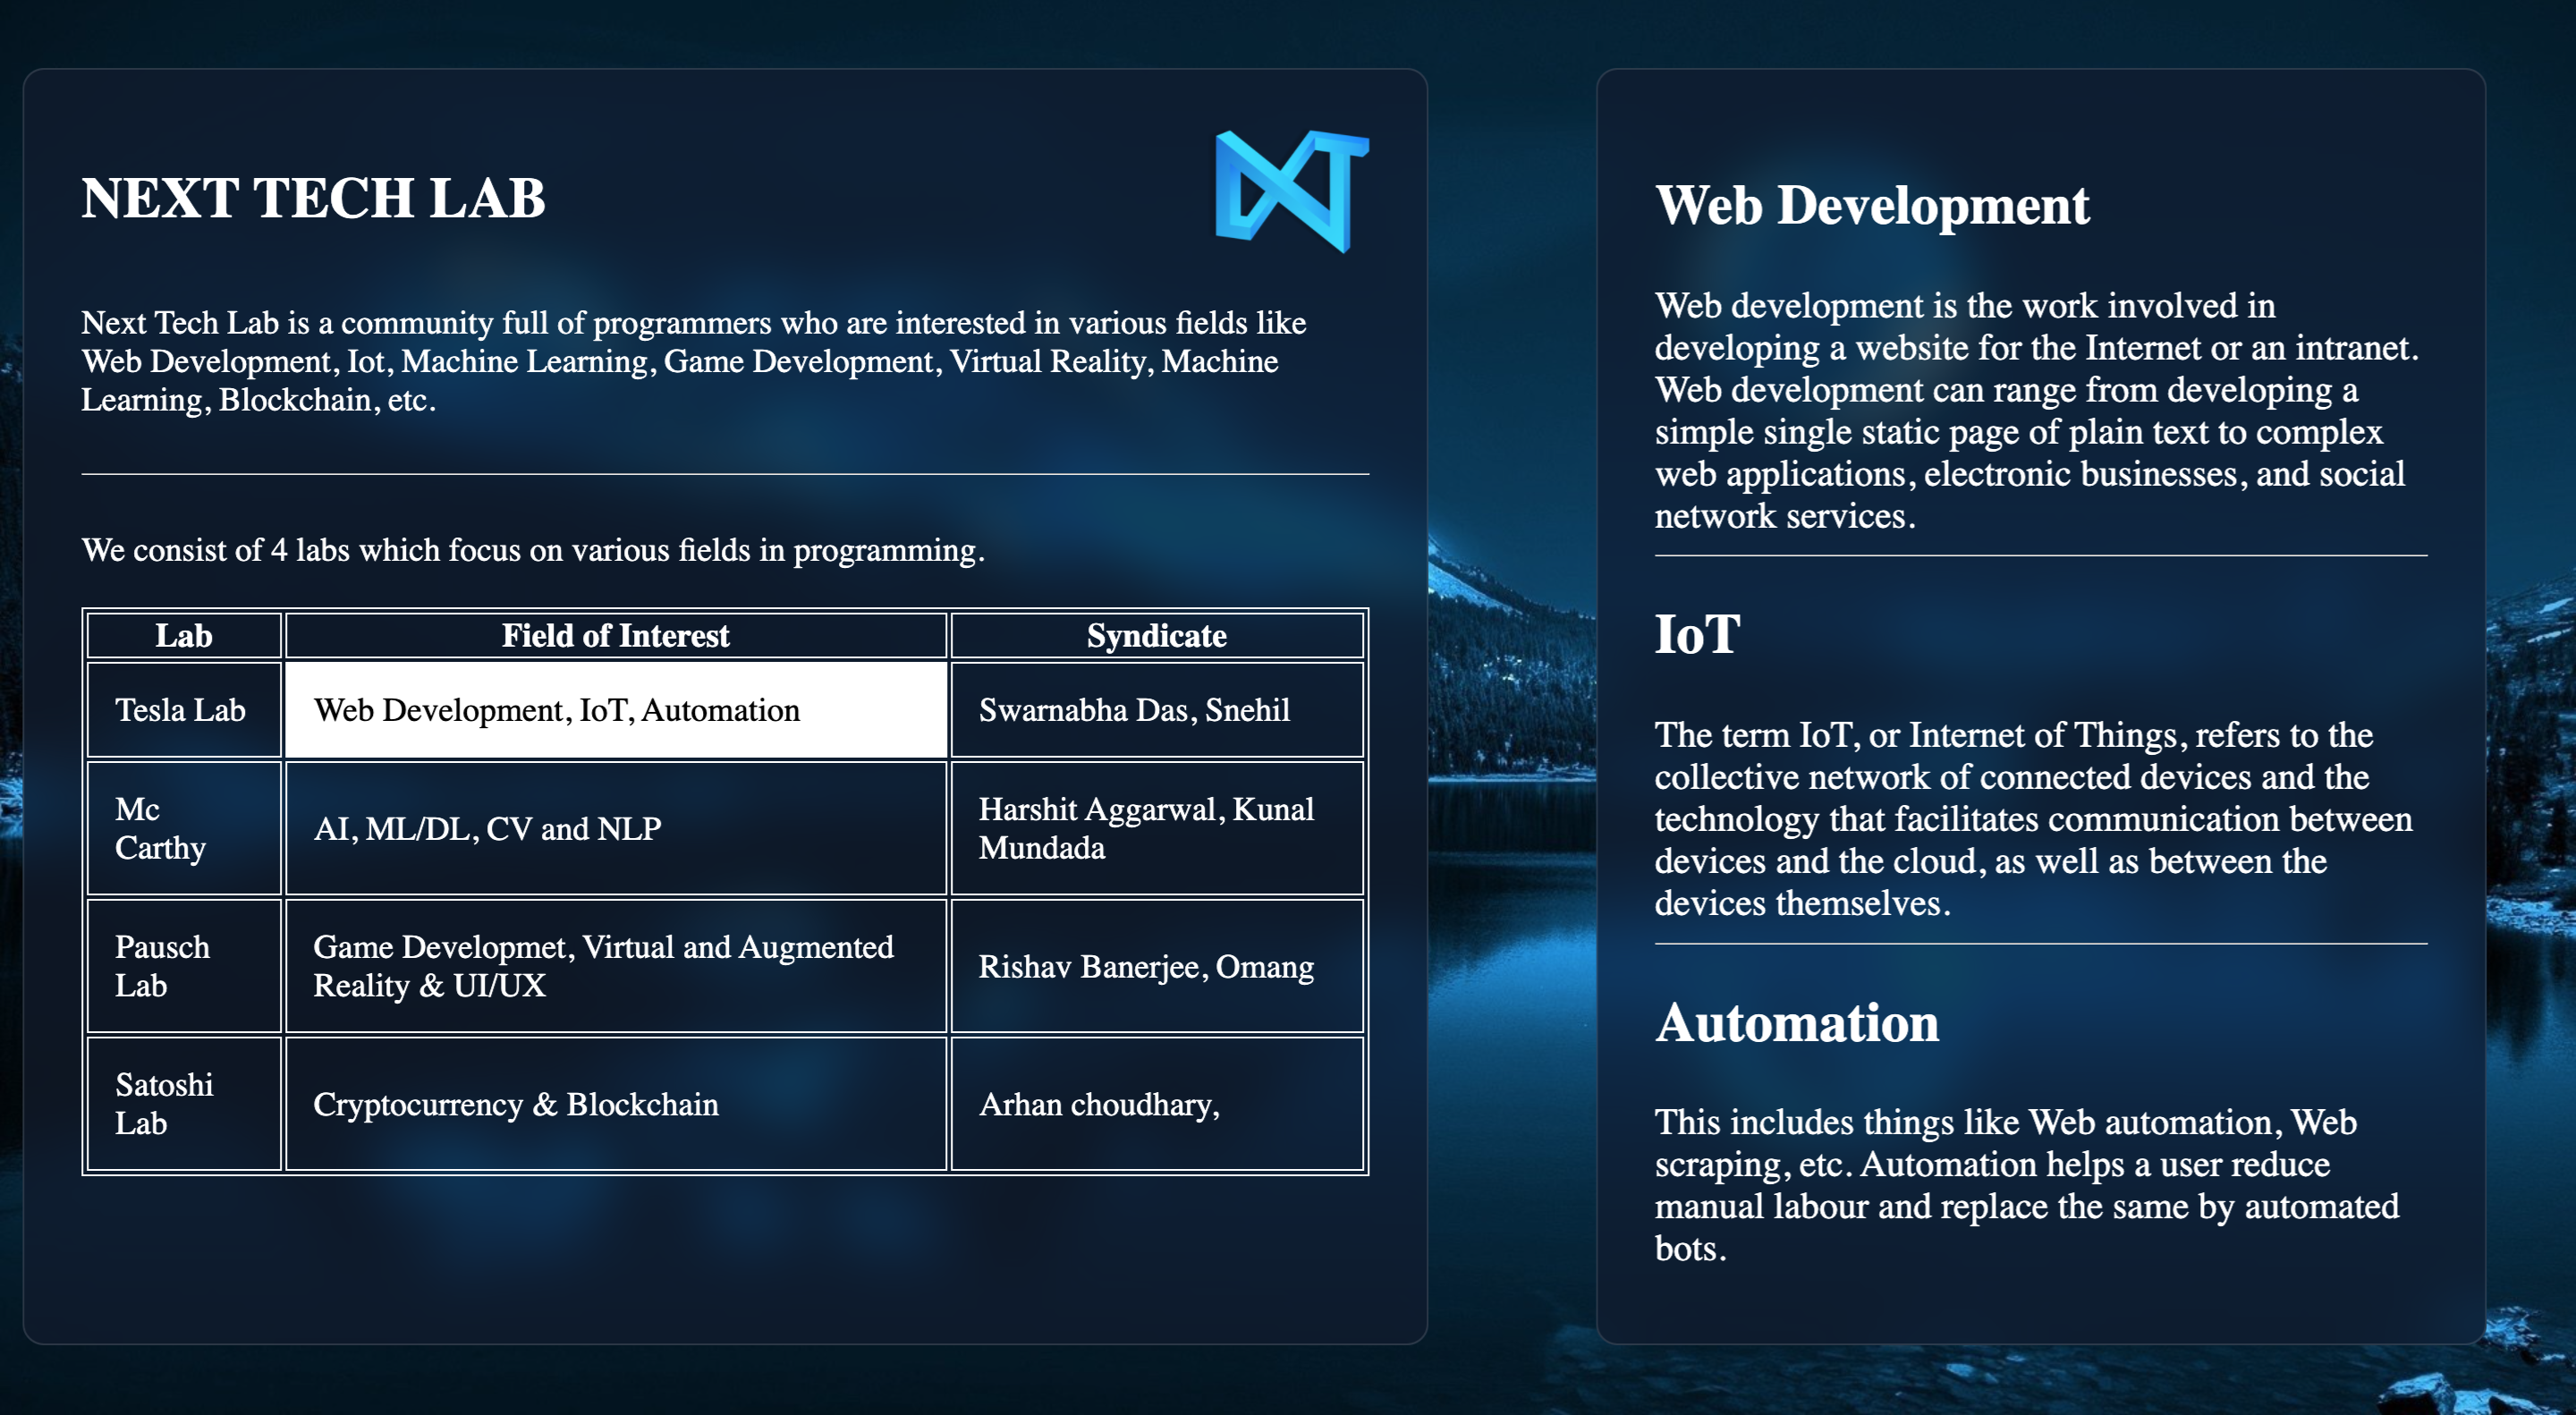 NEXT TECH LAB
Next Tech Lab is a community full of programmers who are interested in various fields like
Web Development, Iot, Machine Learning, Game Development, Virtual Reality, Machine
Learning, Blockchain, etc.
We consist of 4 labs which focus on various fields in programming.
Lab Field of Interest Syndicate
Tesla Lab Web Development, IoT, Automation Swarnabha Das, Snehil
Mc
Carthy
AI, ML/DL, CV and NLP
Harshit Aggarwal, Kunal
Mundada
Pausch
Lab
Game Developmet, Virtual and Augmented
Reality & UI/UX
Rishav Banerjee, Omang
Satoshi
Lab
Cryptocurrency & Blockchain
Arhan choudhary,
Web Development
Web development is the work involved in
developing a website for the Internet or an intranet.
Web development can range from developing a
simple single static page of plain text to complex
web applications, electronic businesses, and social
network services.
IoT
The term IoT, or Internet of Things, refers to the
collective network of connected devices and the
technology that facilitates communication between
devices and the cloud, as well as between the
devices themselves.
Automation
This includes things like Web automation, Web
scraping, etc. Automation helps a user reduce
manual labour and replace the same by automated
bots.